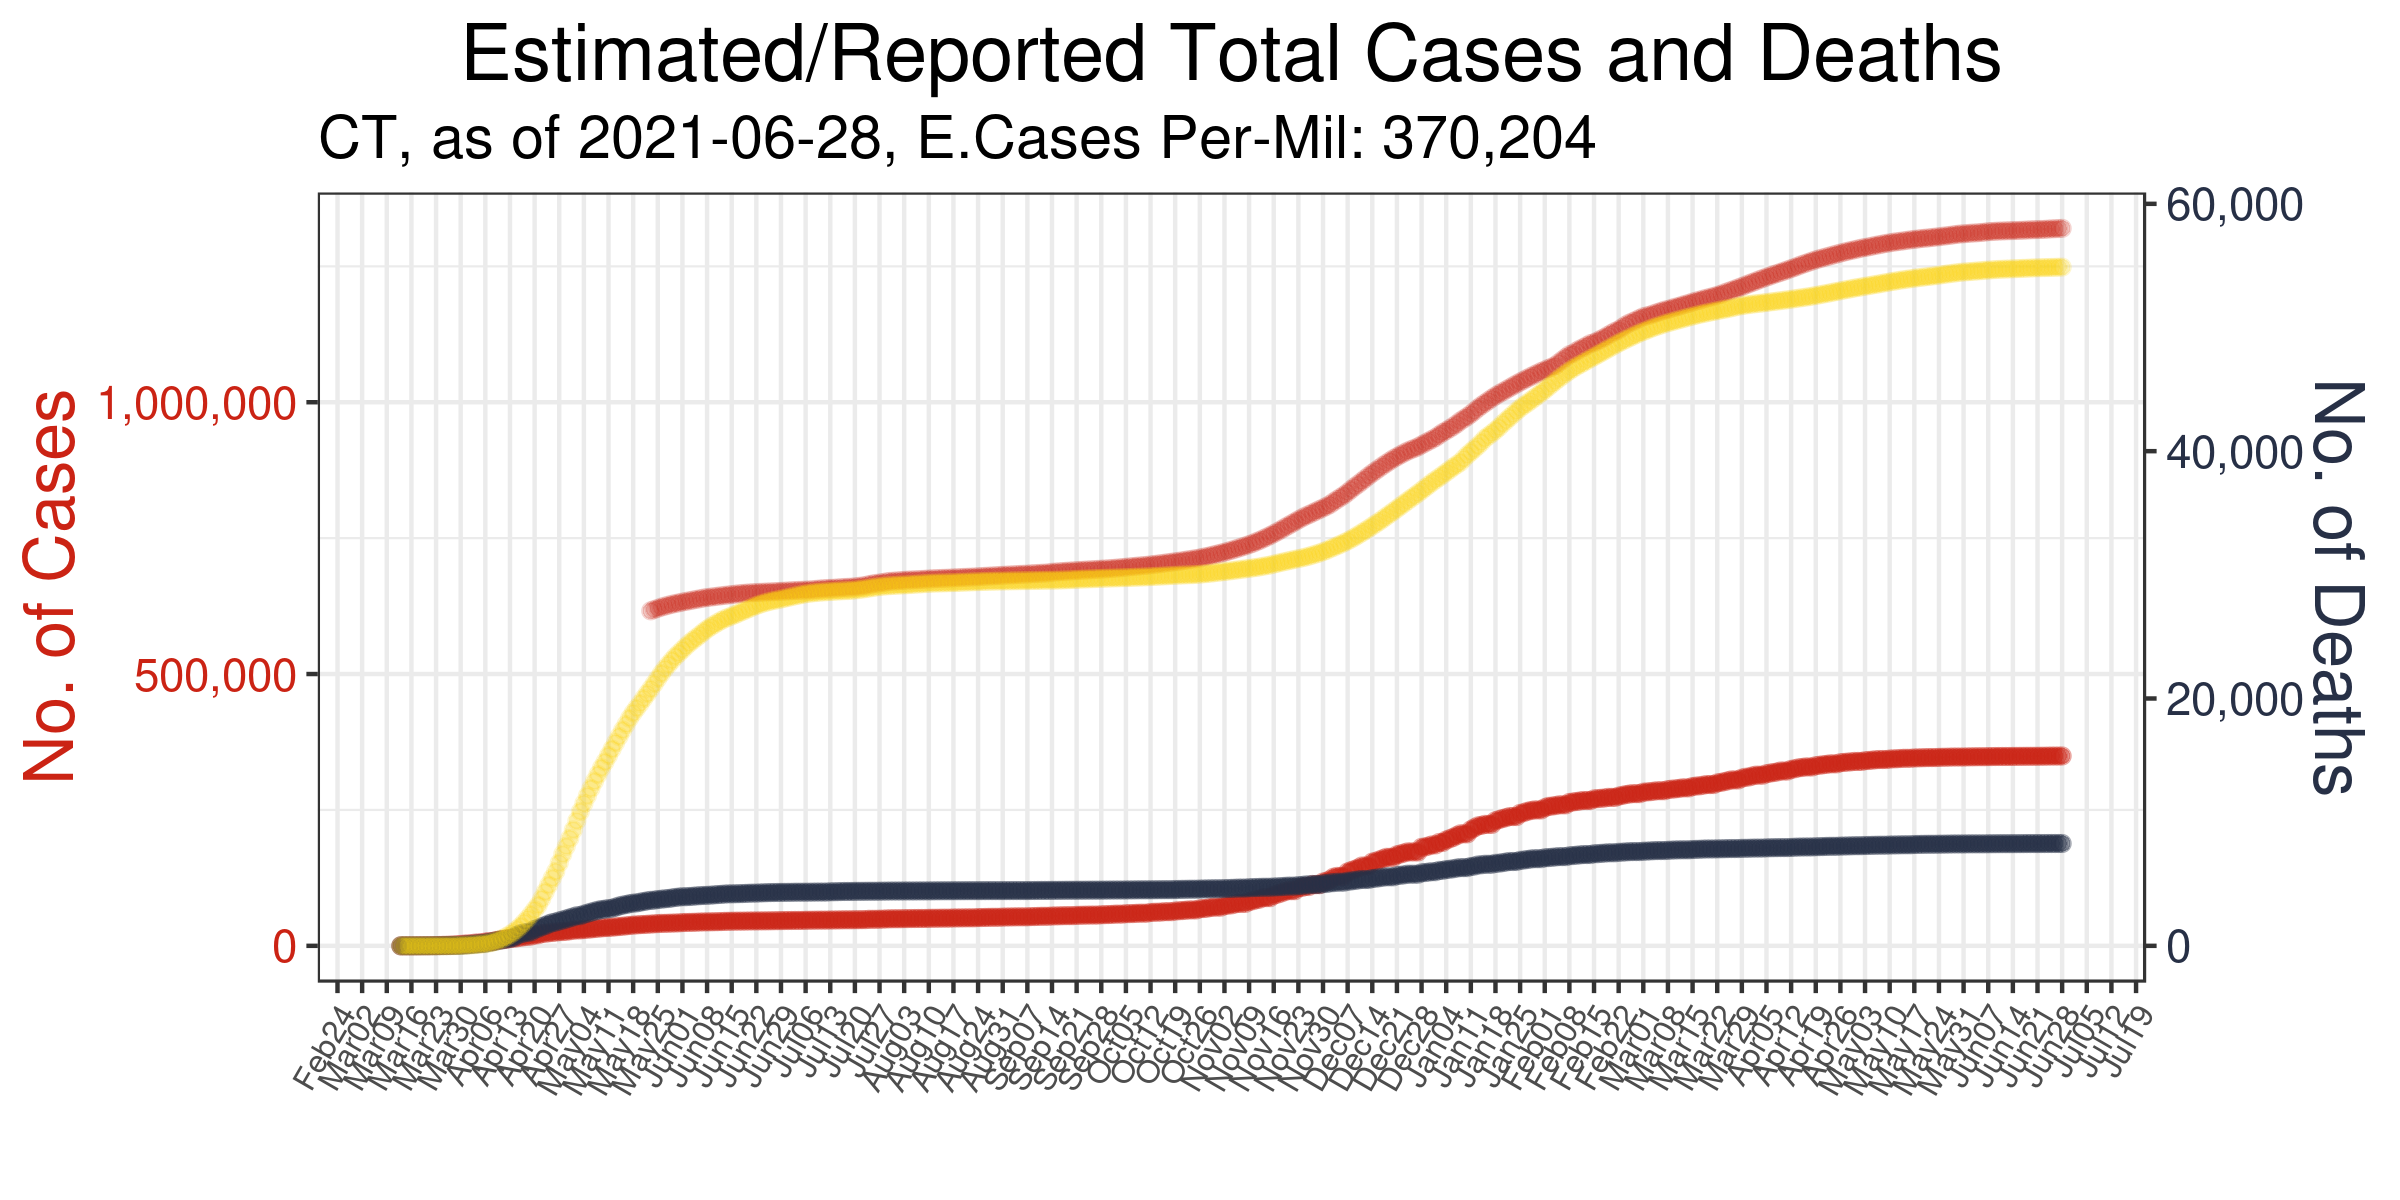 Estimated/Reported Total Cases and Deaths
CT, as of 2021-06-28, E.Cases Per-Mil: 370,204
No. of Cases
1,000,000
500,000
0
60,000
40,000
20,000
0
No. of Deaths
Feb24
Mar02
Mar09
Mar16
Mar23
Mar30
Apr06
Apr13
Apr20
Apr27
May04
May11
May18
May25
Jun01
Jun08
Jun15
Jun22
Jun29
Jul06
Jul13
Jul20
Jul27
Aug03
Aug10
Aug17
Aug24
Aug31
Sep07
Sep14
Sep21
Sep28
Oct05
Oct12
Oct19
Oct26
Nov02
Nov09
Nov16
Nov23
Nov30
Dec07
Dec14
Dec21
Dec28
Jan04
Jan11
Jan18
Jan25
Feb01
Feb08
Feb15
Feb22
Mar01
Mar08
Mar15
Mar22
Mar29
Apr05
Apr12
Apr19
Apr26
May03
May10
May17
May24
May31
Jun07
Jun14
Jun21
Jun28
Jul05
Jul12
Jul19